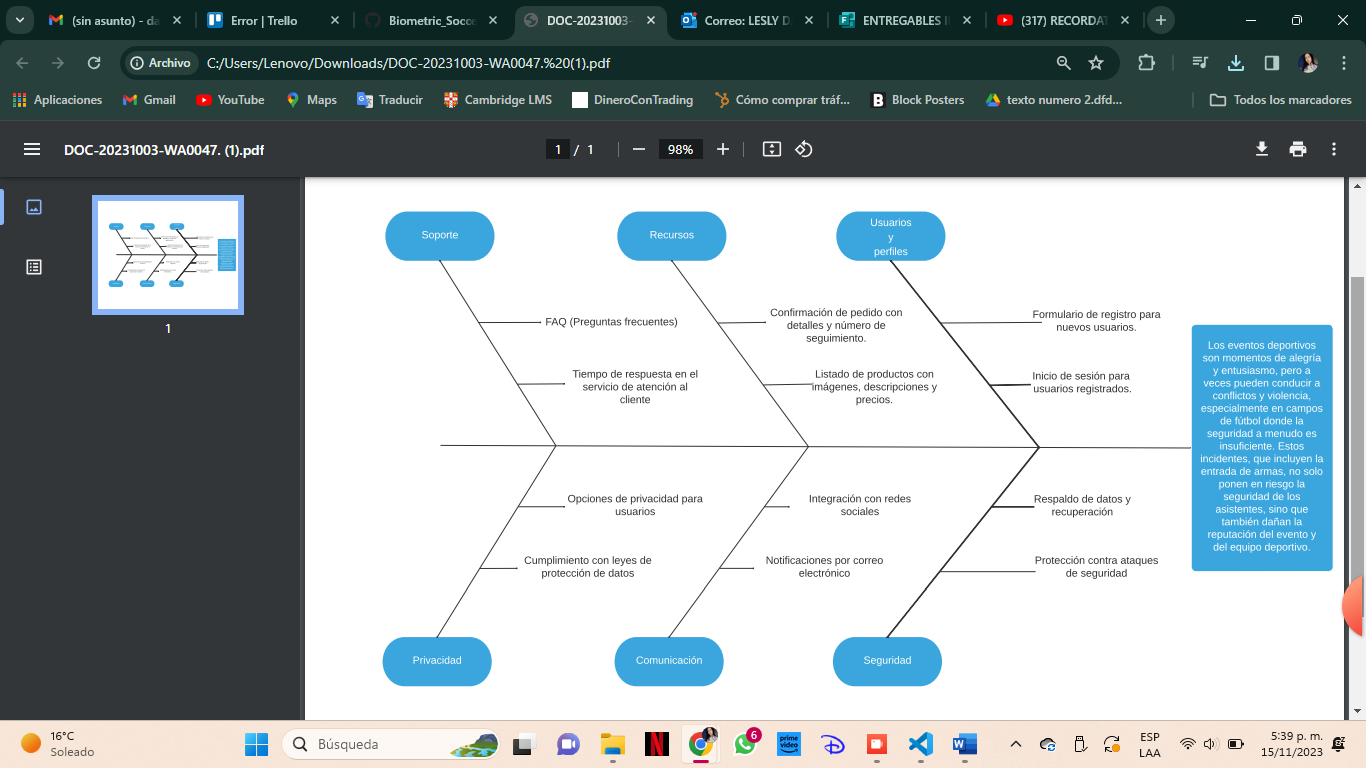 (sin asunto) - da
Error | Trello
Biometric_Socce
DOC-20231003-
Correo: LESLY D
ENTREGABLES I
(317) RECORDAT
Archivo
C:/Users/Lenovo/Downloads/DOC-20231003-WA0047.%20(1).pdf
Aplicaciones
Gmail
YouTube
Maps
Traducir
Cambridge LMS
DineroConTrading
Cómo comprar tráf...
Block Posters
texto numero 2.dfd...
Todos los marcadores
DOC-20231003-WA0047. (1).pdf
1 / 1
98%
1
Soporte
Recursos
Usuarios
y
perfiles
FAQ (Preguntas frecuentes)
Tiempo de respuesta en el
servicio de atención al
cliente
Confirmación de pedido con
detalles y número de
seguimiento.
Listado de productos con
imágenes, descripciones y
precios.
Formulario de registro para
nuevos usuarios.
Inicio de sesión para
usuarios registrados.
Los eventos deportivos
son momentos de alegría
y entusiasmo, pero a
veces pueden conducir a
conflictos y violencia,
especialmente en campos
de fútbol donde la
seguridad a menudo es
insuficiente. Estos
incidentes, que incluyen la
entrada de armas, no solo
ponen en riesgo la
seguridad de los
asistentes, sino que
también dañan la
reputación del evento y
del equipo deportivo.
Opciones de privacidad para
usuarios
Cumplimiento con leyes de
protección de datos
Integración con redes
sociales
Notificaciones por correo
electrónico
Respaldo de datos y
recuperación
Protección contra ataques
de seguridad
Privacidad
Comunicación
Seguridad
16°C
Soleado
Búsqueda
prime
video
6
ESP
LAA
5:39 p. m.
15/11/2023